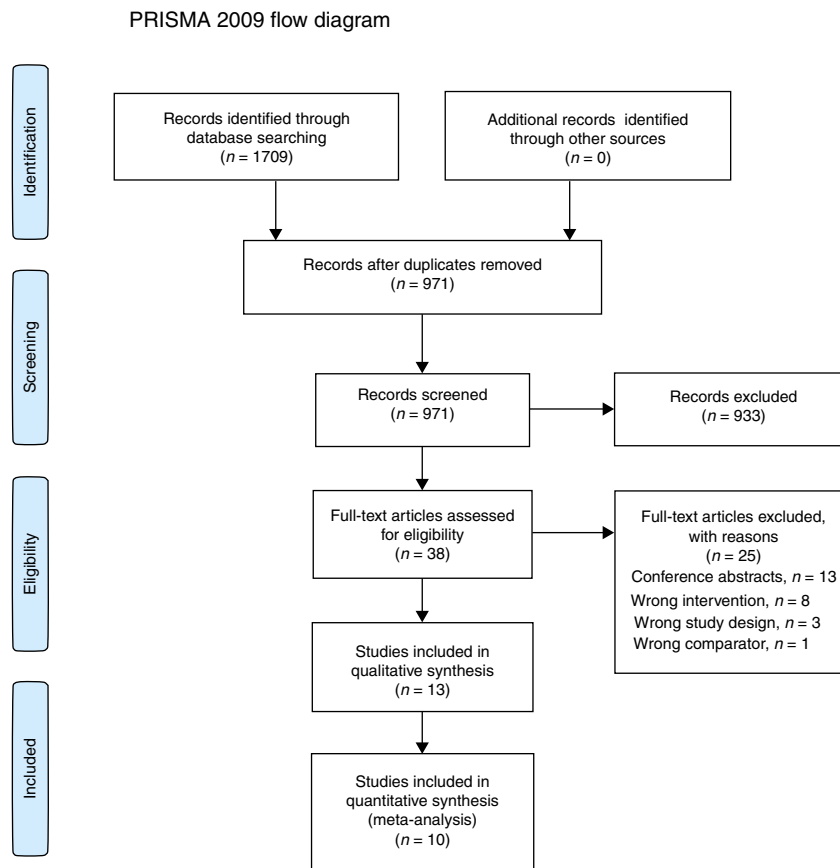 PRISMA 2009 flow diagram
Identification
Records identified through
database searching
(n = 1709)
Additional records identified
through other sources
(n = 0)
Records after duplicates removed
(n = 971)
Screening
Records screened
(n = 971)
Records excluded
(n = 933)
Eligibility
Full-text articles assessed
for eligibility
(n = 38)
Full-text articles excluded,
with reasons
(n = 25)
Conference abstracts, n = 13
Wrong intervention, n = 8
Wrong study design, n = 3
Wrong comparator, n = 1
Studies included in
qualitative synthesis
(n = 13)
Included
Studies included in
quantitative synthesis
(meta-analysis)
(n = 10)